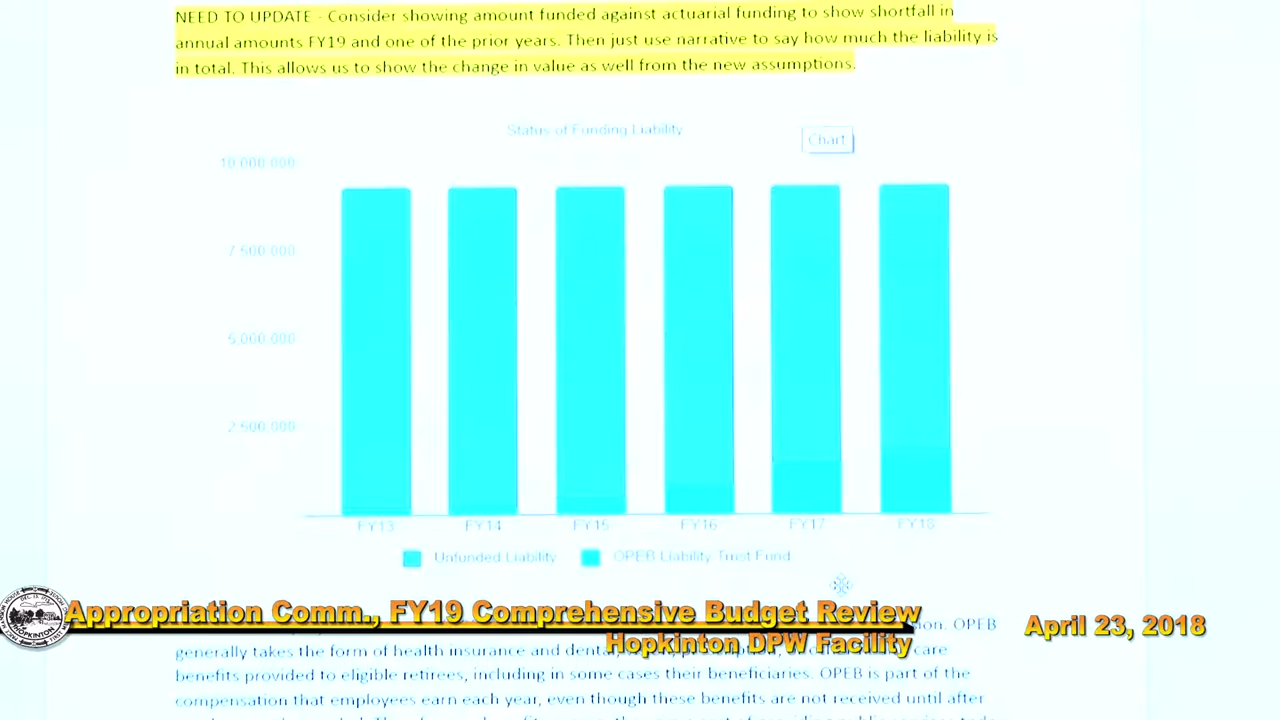 NEED TO UPDATE - Consider showing amount funded against actuarial funding to show shortfall in
annual amounts FY19 and one of the prior years. Then just use narrative to say how much the liability is
in total. This allows us to show the change in value as well from the new assumptions.
Status of Funding Liability
Chart
10,000,000
7,500,000
5,000,000
2,500,000
FY13 FY14 FY15 FY16 FY17 FY18
Unfunded Liability OPEB Liability Trust Fund
Appropriation Comm., FY19 Comprehensive Budget Review
Hopkinton DPW Facility
April 23, 2018
HOPKINTON
OPEB
generally takes the form of health insurance and dental, care
benefits provided to eligible retirees, including in some cases their beneficiaries. OPEB is part of the
compensation that employees earn each year, even though these benefits are not received until after